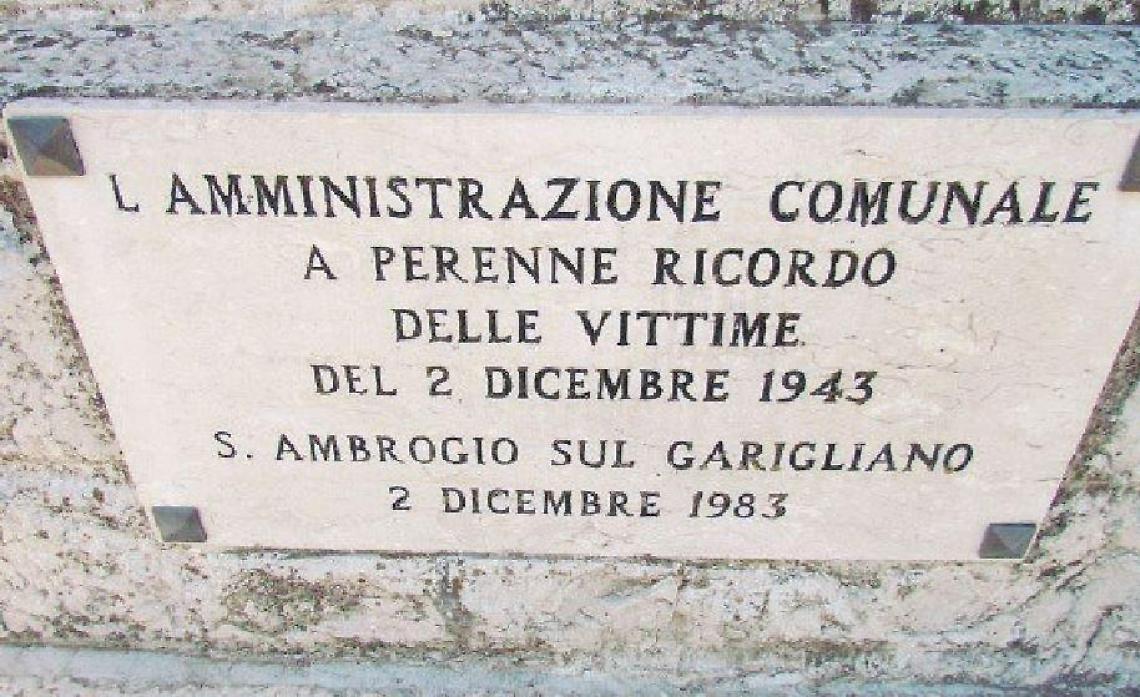 L AMMINISTRAZIONE COMUNALE
A PERENNE RICORDO
DELLE VITTIME
DEL 2 DICEMBRE 1943
S. AMBROGIO SUL GARIGLIANO
2 DICEMBRE 1983